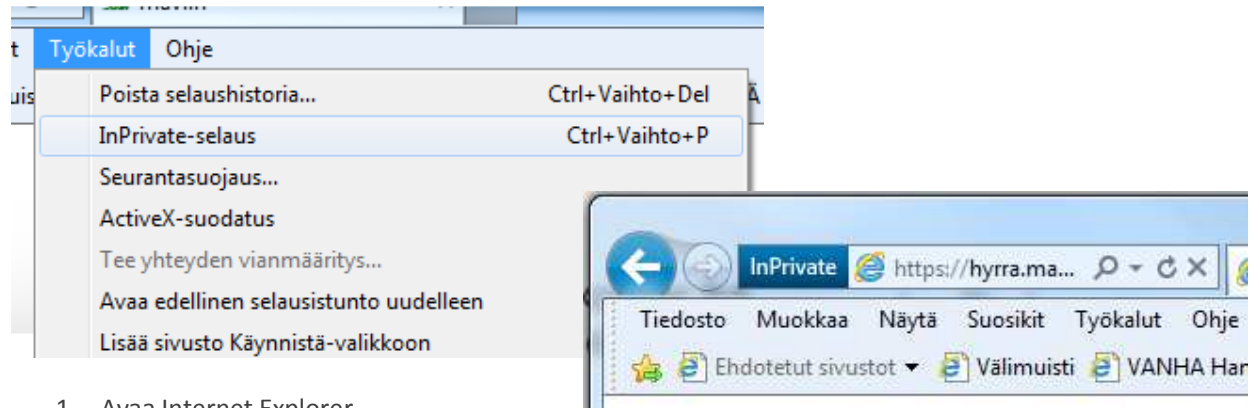 Työkalut Ohje
Poista selaushistoria... Ctrl+Vaihto+Del
InPrivate-selaus Ctrl+Vaihto+P
Seurantasuojaus...
ActiveX-suodatus
Tee yhteyden vianmääritys...
Avaa edellinen selausistunto uudelleen
Lisää sivusto Käynnistä-valikkoon
InPrivate https://hyrra.ma...
Tiedosto Muokkaa Näytä Suosikit Työkalut Ohje
Ehdotetut sivustot Välimuisti VANHA Har
1. Avaa Internet Explorer